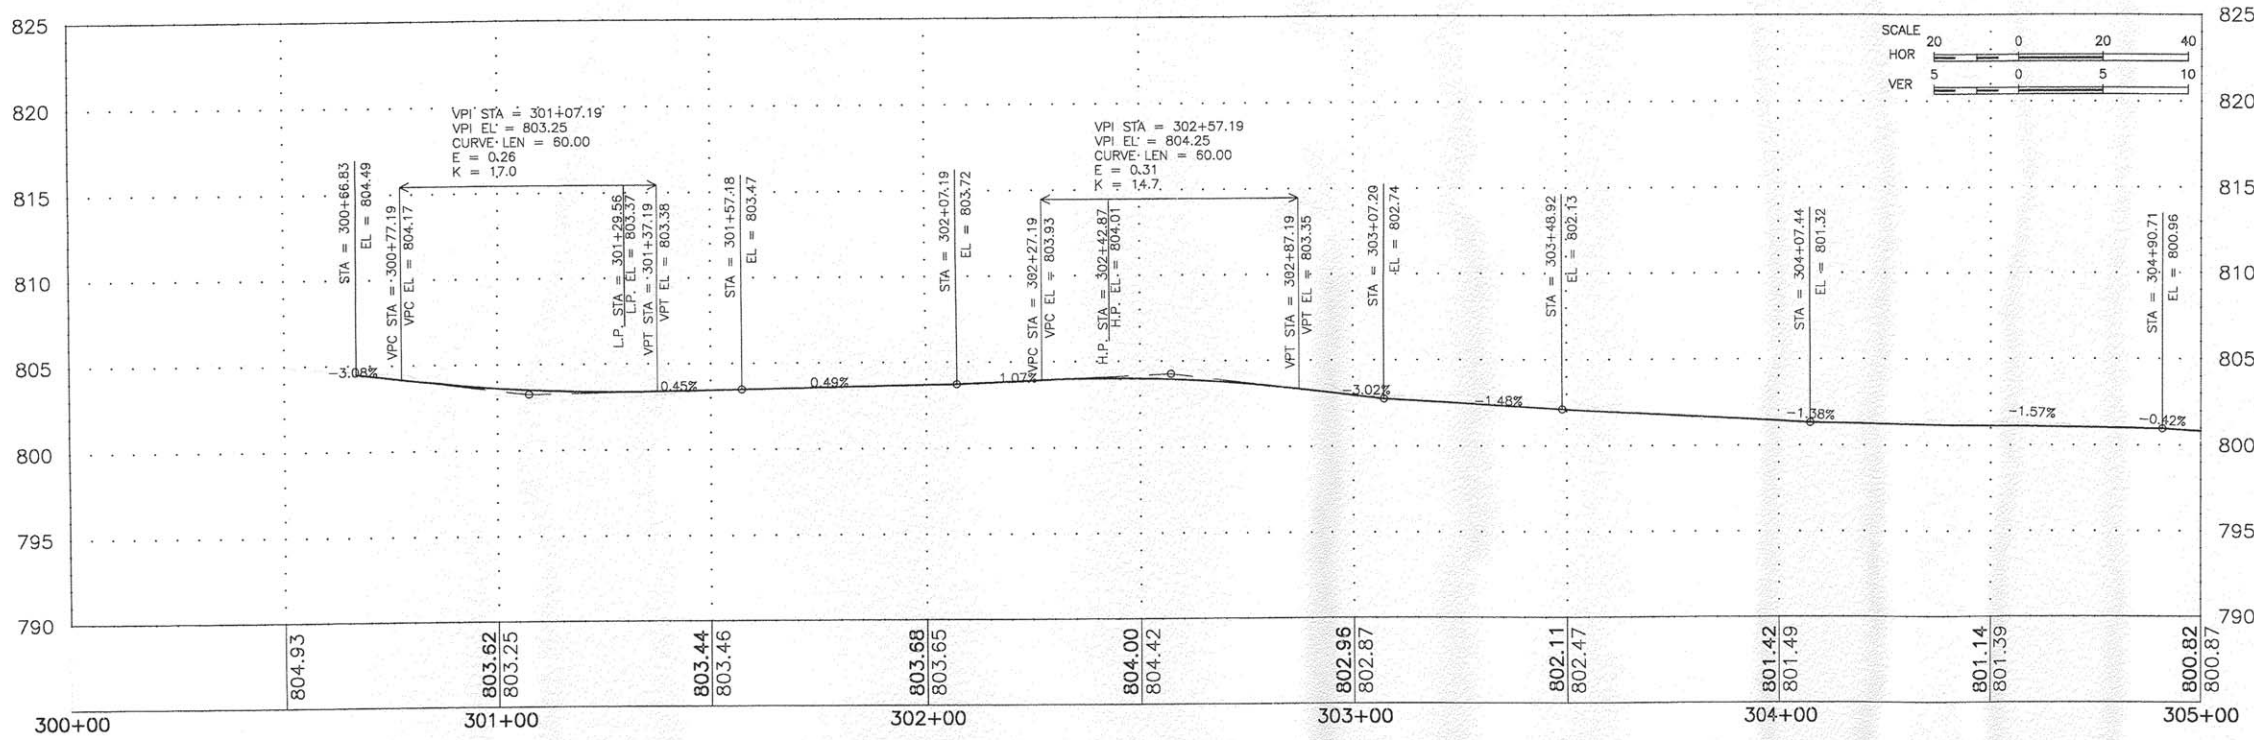 825
820
815
810
805
800
795
790
825
820
815
810
805
800
795
790
SCALE
HOR
20 0 20 40
VER
5 0 5 10
VPI STA = 301+07.19
VPI EL = 803.25
CURVE LEN = 60.00
E = 0.26
K = 17.0
VPI STA = 302+57.19
VPI EL = 804.25
CURVE LEN = 60.00
E = 0.31
K = 14.7
STA = 300+66.83
EL = 804.49
VPC STA = 300+77.19
VPC EL = 804.17
L.P. STA = 301+29.56
L.P. EL = 803.37
VPT STA = 301+37.19
VPT EL = 803.38
STA = 301+57.18
EL = 803.47
STA = 302+07.19
EL = 803.72
VPC STA = 302+27.19
VPC EL = 803.93
H.P. STA = 302+42.87
H.P. EL = 804.01
VPT STA = 302+87.19
VPT EL = 803.35
STA = 303+07.20
EL = 802.74
STA = 303+48.92
EL = 802.13
STA = 304+07.44
EL = 801.32
STA = 304+90.71
EL = 800.96
-3.08%
0.45%
0.49%
1.07%
-3.02%
-1.48%
-1.38%
-1.57%
-0.42%
804.93
803.62
803.25
803.44
803.46
803.68
803.65
804.00
804.42
802.96
802.87
802.11
802.47
801.42
801.49
801.14
801.39
800.82
800.87
300+00
301+00
302+00
303+00
304+00
305+00